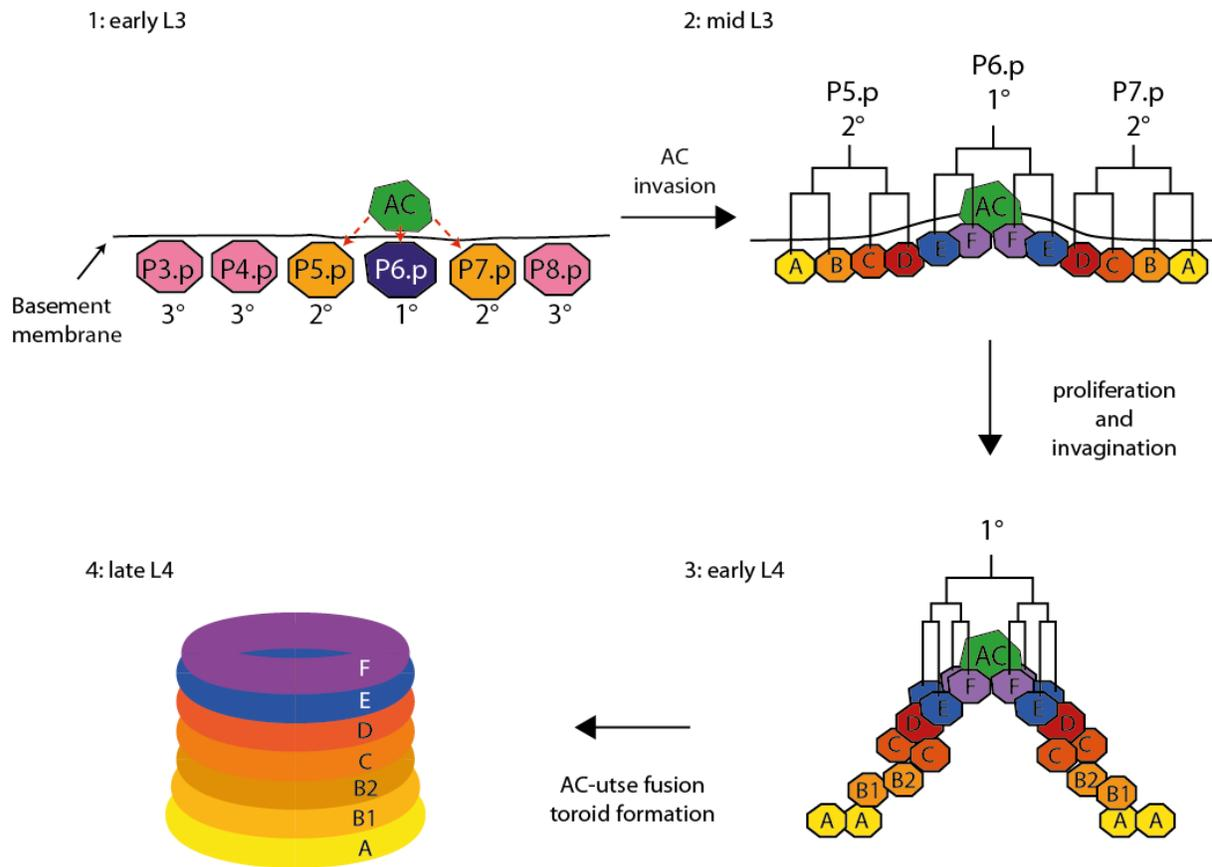 1: early L3
AC
P3.p P4.p P5.p P6.p P7.p P8.p
3° 3° 2° 1° 2° 3°
Basement
membrane
AC
invasion
2: mid L3
P6.p
1°
P5.p P7.p
2° 2°
AC
A B C D E F F E D C B A
proliferation
and
invagination
3: early L4
1°
AC
F F
E E
D D
C C C C
B1 B2 B2 B1
A A A A
AC-utse fusion
toroid formation
4: late L4
F
E
D
C
B2
B1
A